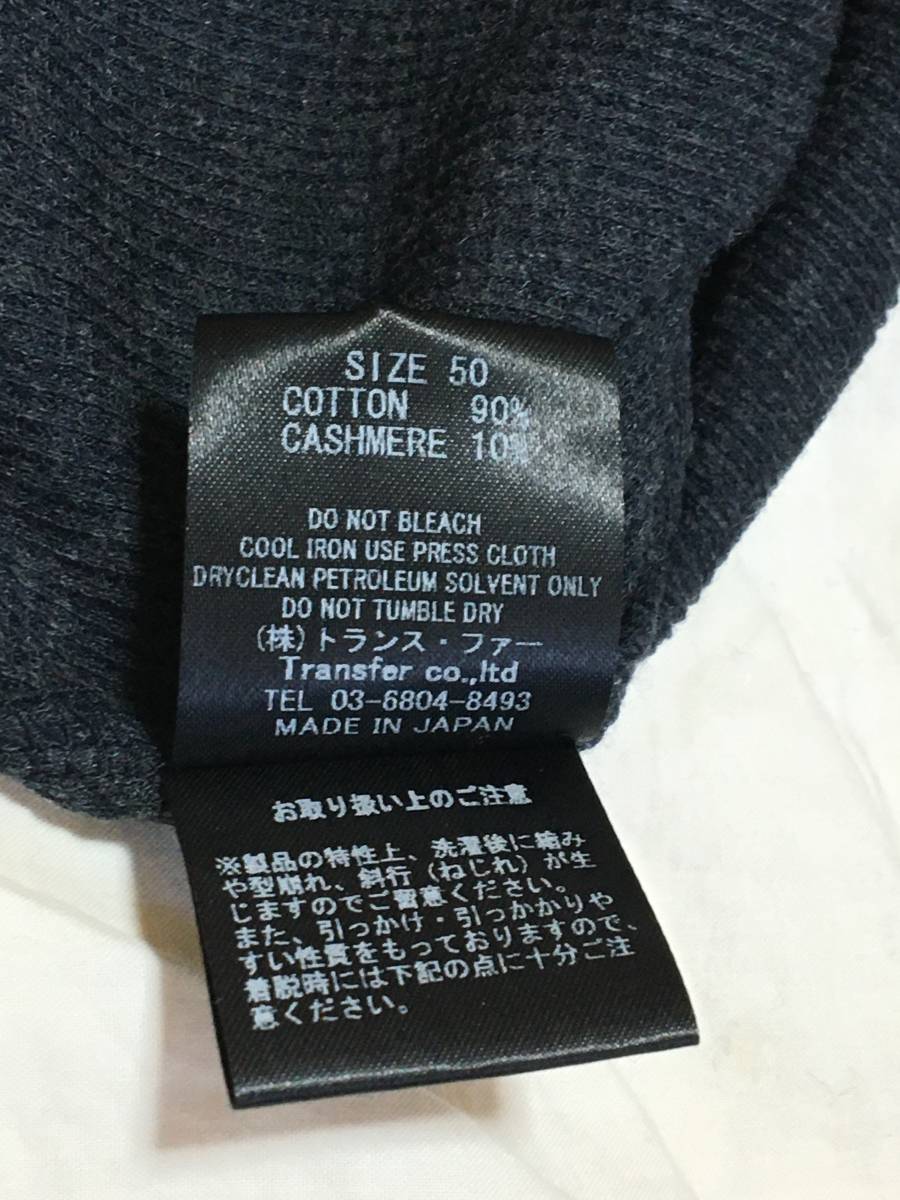 SIZE 50
COTTON 90%
CASHMERE 10%
DO NOT BLEACH
COOL IRON USE PRESS CLOTH
DRYCLEAN PETROLEUM SOLVENT ONLY
DO NOT TUMBLE DRY
(株)トランス・ファー
Transfer co.,ltd
TEL 03-6804-8493
MADE IN JAPAN
お取り扱い上のご注意
※製品の特性上、洗濯後に縮み
や型崩れ、斜行（ねじれ）が生
じますのでご留意ください。
また、引っかけ・引っかかりや
すい性質をもっておりますので、
着脱時には下記の点に十分ご注
意ください。